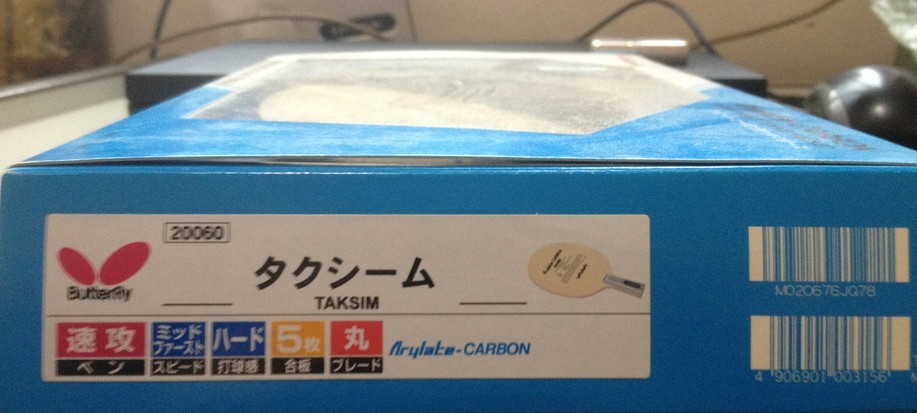 20060
Butterfly
タクシーム
TAKSIM
速攻 ミッドファースト ハード 5枚 丸
ペン スピード 打球感 合板 ブレード
Arylate-CARBON
M020676JQ78
4 906901 003156